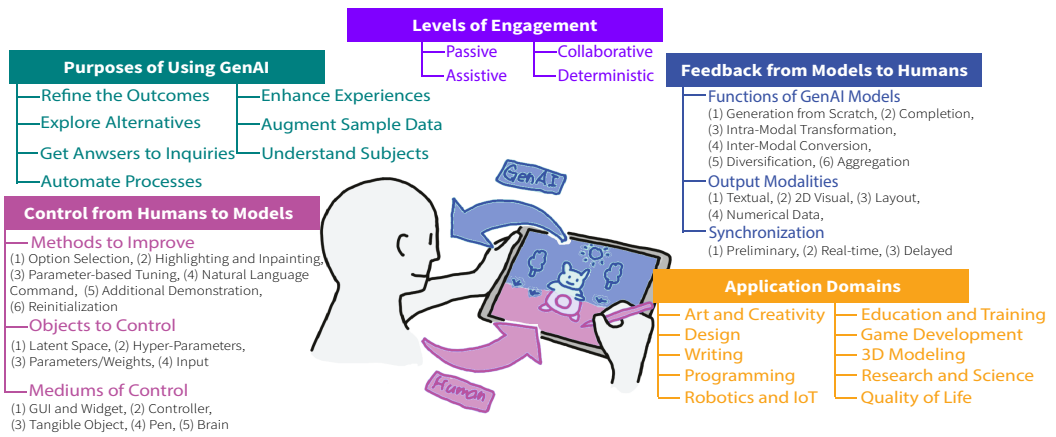 Levels of Engagement
Passive
Collaborative
Assistive
Deterministic
Purposes of Using GenAI
Refine the Outcomes
Enhance Experiences
Explore Alternatives
Augment Sample Data
Get Anwsers to Inquiries
Understand Subjects
Automate Processes
Feedback from Models to Humans
Functions of GenAI Models
(1) Generation from Scratch, (2) Completion,
(3) Intra-Modal Transformation,
(4) Inter-Modal Conversion,
(5) Diversification, (6) Aggregation
Output Modalities
(1) Textual, (2) 2D Visual, (3) Layout,
(4) Numerical Data,
Synchronization
(1) Preliminary, (2) Real-time, (3) Delayed
GenAI
Human
Control from Humans to Models
Methods to Improve
(1) Option Selection, (2) Highlighting and Inpainting,
(3) Parameter-based Tuning, (4) Natural Language
Command, (5) Additional Demonstration,
(6) Reinitialization
Objects to Control
(1) Latent Space, (2) Hyper-Parameters,
(3) Parameters/Weights, (4) Input
Mediums of Control
(1) GUI and Widget, (2) Controller,
(3) Tangible Object, (4) Pen, (5) Brain
Application Domains
Art and Creativity
Education and Training
Design
Game Development
Writing
3D Modeling
Programming
Research and Science
Robotics and IoT
Quality of Life